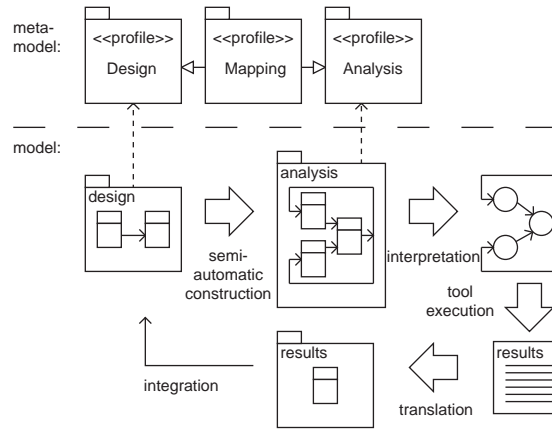 meta-
model:
<<profile>>
Design
<<profile>>
Mapping
<<profile>>
Analysis
model:
design
semi-
automatic
construction
analysis
interpretation
tool
execution
results
translation
results
integration